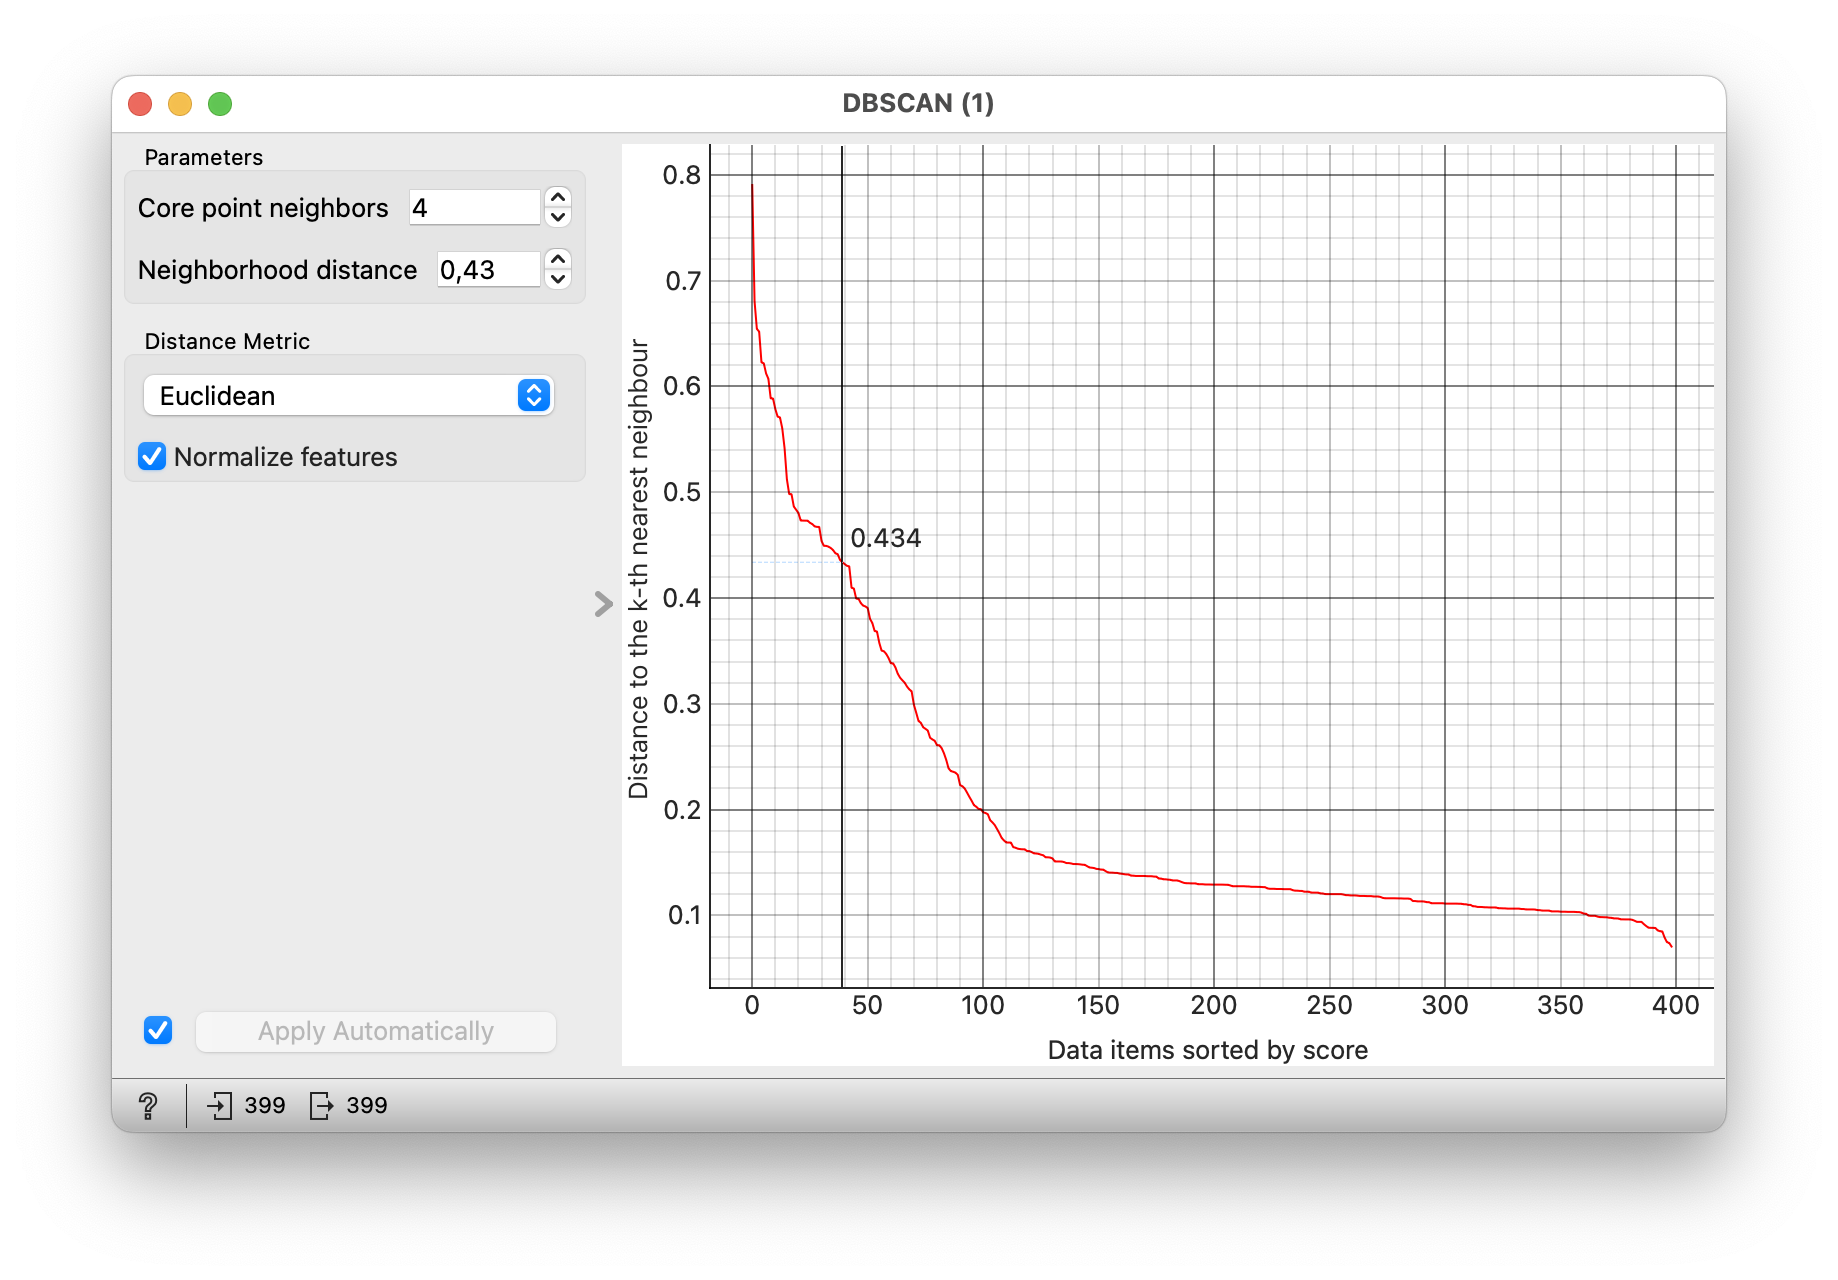 DBSCAN (1)
Parameters
Core point neighbors 4
Neighborhood distance 0,43
Distance Metric
Euclidean
Normalize features
Apply Automatically
? 399 399
Distance to the k-th nearest neighbour
0.8
0.7
0.6
0.5
0.4
0.3
0.2
0.1
0.434
0 50 100 150 200 250 300 350 400
Data items sorted by score